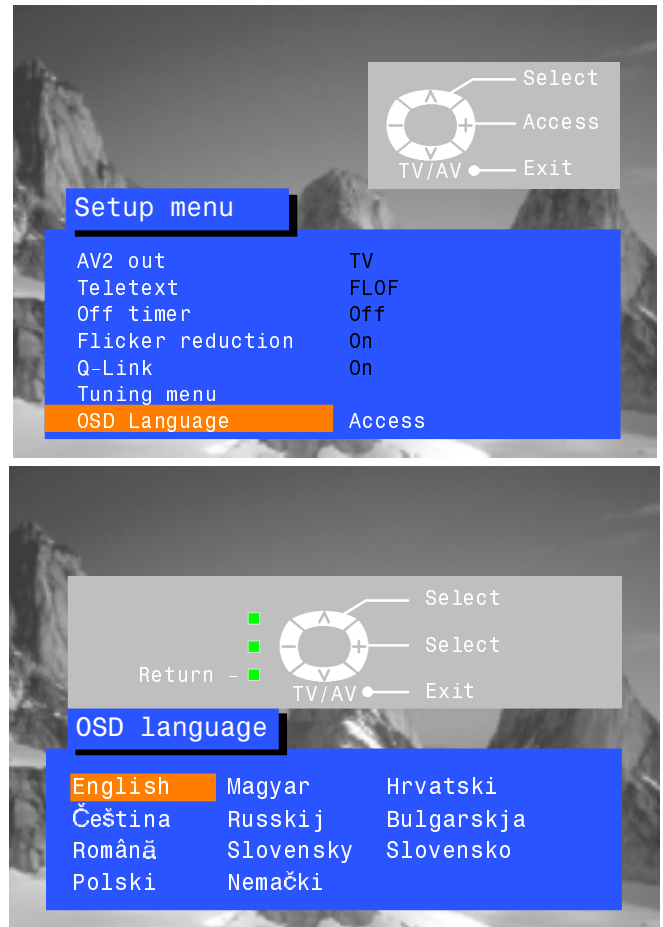 Select
Access
TV/AV Exit
Setup menu
AV2 out TV
Teletext FLOF
Off timer Off
Flicker reduction On
Q-Link On
Tuning menu
OSD Language Access
Select
Select
Return -
TV/AV Exit
OSD language
English Magyar Hrvatski
Čeština Russkij Bulgarskja
Română Slovensky Slovensko
Polski Nemački